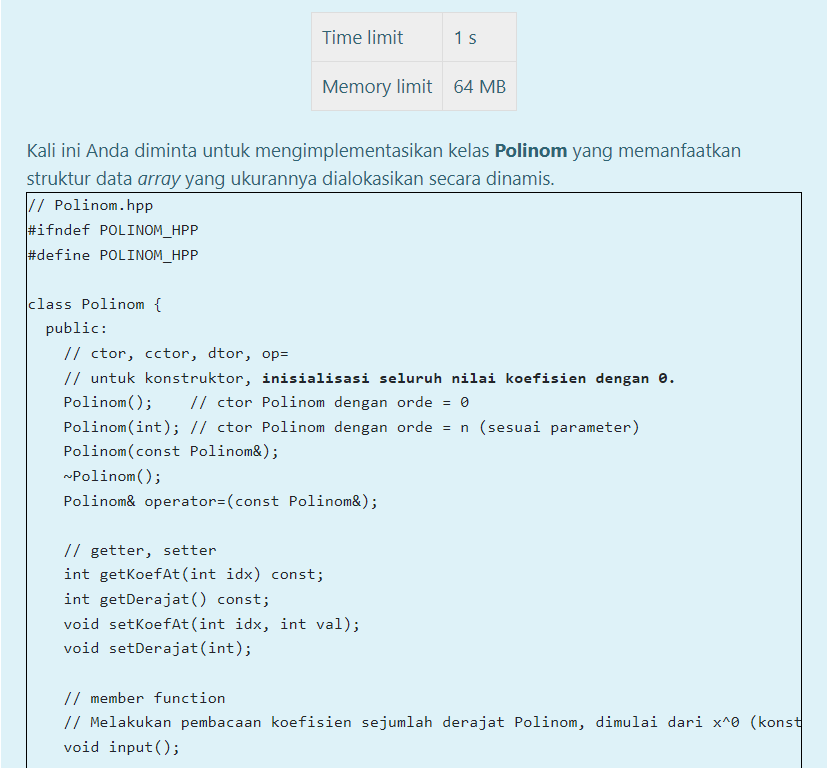 Time limit 1 s
Memory limit 64 MB
Kali ini Anda diminta untuk mengimplementasikan kelas Polinom yang memanfaatkan
struktur data array yang ukurannya dialokasikan secara dinamis.
// Polinom.hpp
#ifndef POLINOM_HPP
#define POLINOM_HPP
class Polinom {
public:
// ctor, cctor, dtor, op=
// untuk konstruktor, inisialisasi seluruh nilai koefisien dengan 0.
Polinom(); // ctor Polinom dengan orde = 0
Polinom(int); // ctor Polinom dengan orde = n (sesuai parameter)
Polinom(const Polinom&);
~Polinom();
Polinom& operator=(const Polinom&);
// getter, setter
int getKoefAt(int idx) const;
int getDerajat() const;
void setKoefAt(int idx, int val);
void setDerajat(int);
// member function
// Melakukan pembacaan koefisien sejumlah derajat Polinom, dimulai dari x^0 (konst
void input();